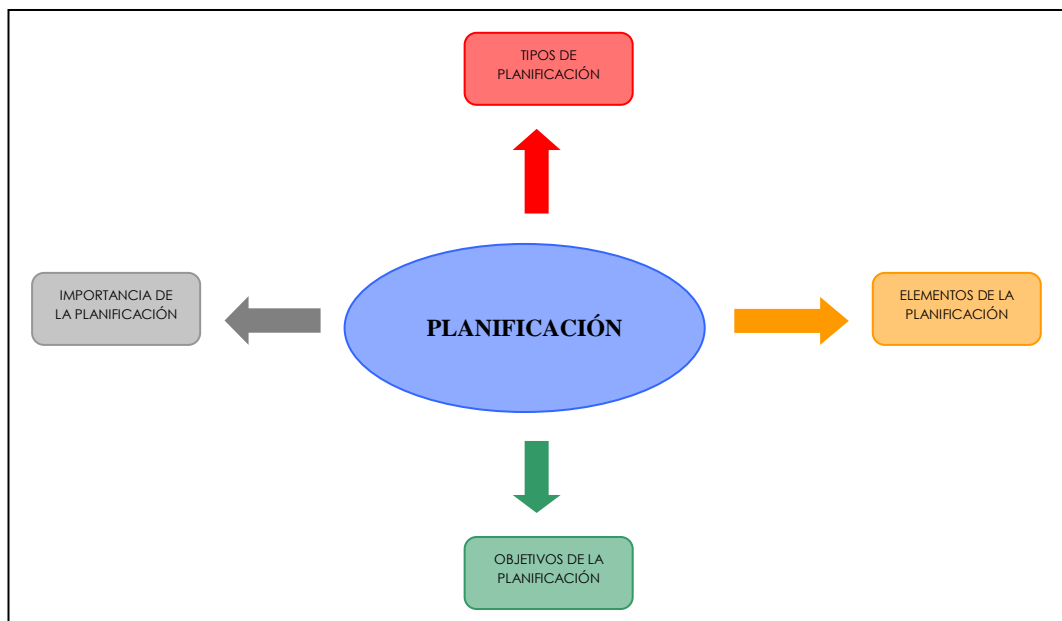 TIPOS DE
PLANIFICACIÓN
IMPORTANCIA DE
LA PLANIFICACIÓN
PLANIFICACIÓN
ELEMENTOS DE LA
PLANIFICACIÓN
OBJETIVOS DE LA
PLANIFICACIÓN